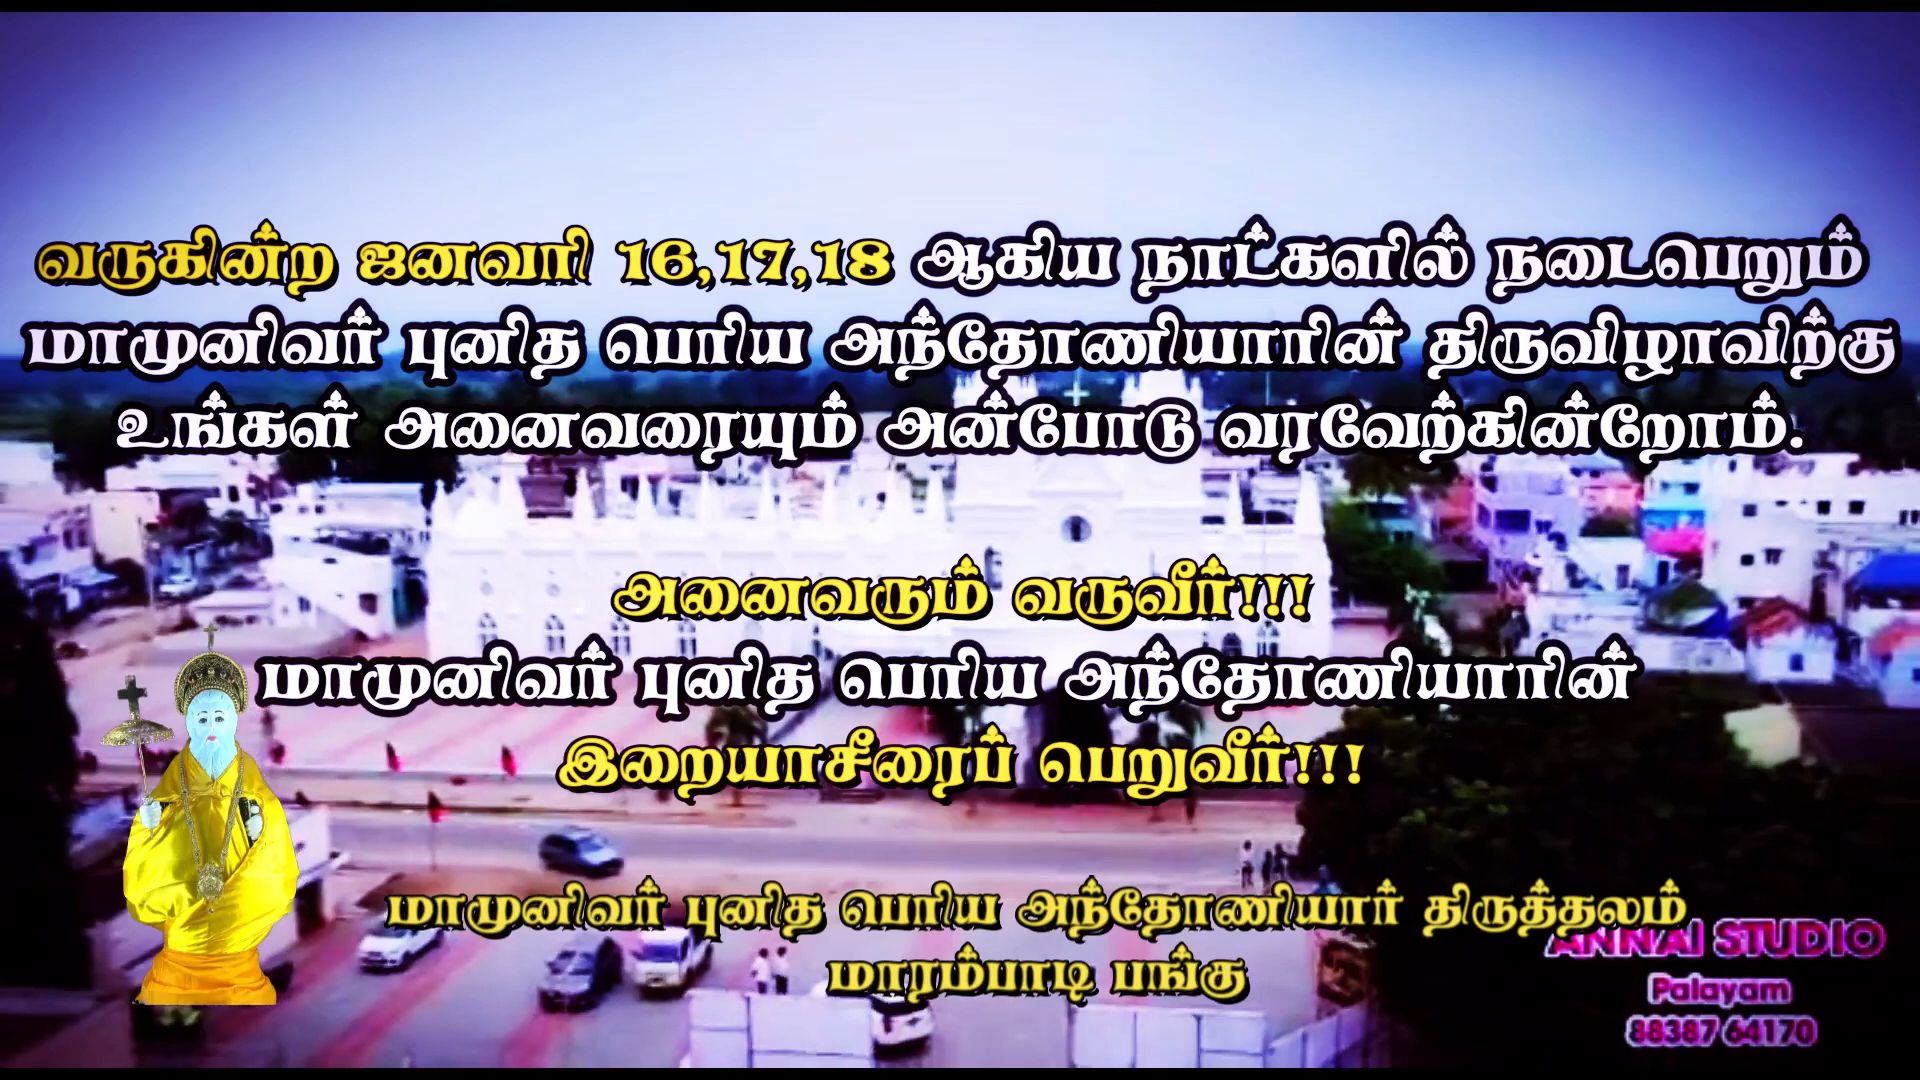 வருகின்ற ஜனவரி 16,17,18 ஆகிய நாட்களில் நடைபெறும்
மாமுனிவர் புனித பெரிய அந்தோணியாரின் திருவிழாவிற்கு
உங்கள் அனைவரையும் அன்போடு வரவேற்கின்றோம்.
அனைவரும் வருவீர்!!!
மாமுனிவர் புனித பெரிய அந்தோணியாரின்
இறையாசீரைப் பெறுவீர்!!!
மாமுனிவர் புனித பெரிய அந்தோணியார் திருத்தலம்
மாரம்பாடி பங்கு
ANNAI STUDIO
Palayam
88387 64170